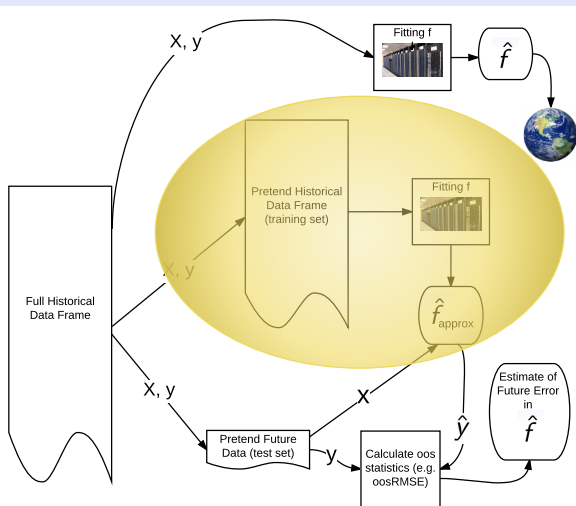 X, y
Fitting f
f̂
Pretend Historical
Data Frame
(training set)
Fitting f
X, y
Full Historical
Data Frame
f̂approx
X, y
X
Estimate of
Future Error
in
f̂
Pretend Future
Data (test set)
y
ŷ
Calculate oos
statistics (e.g.
oosRMSE)